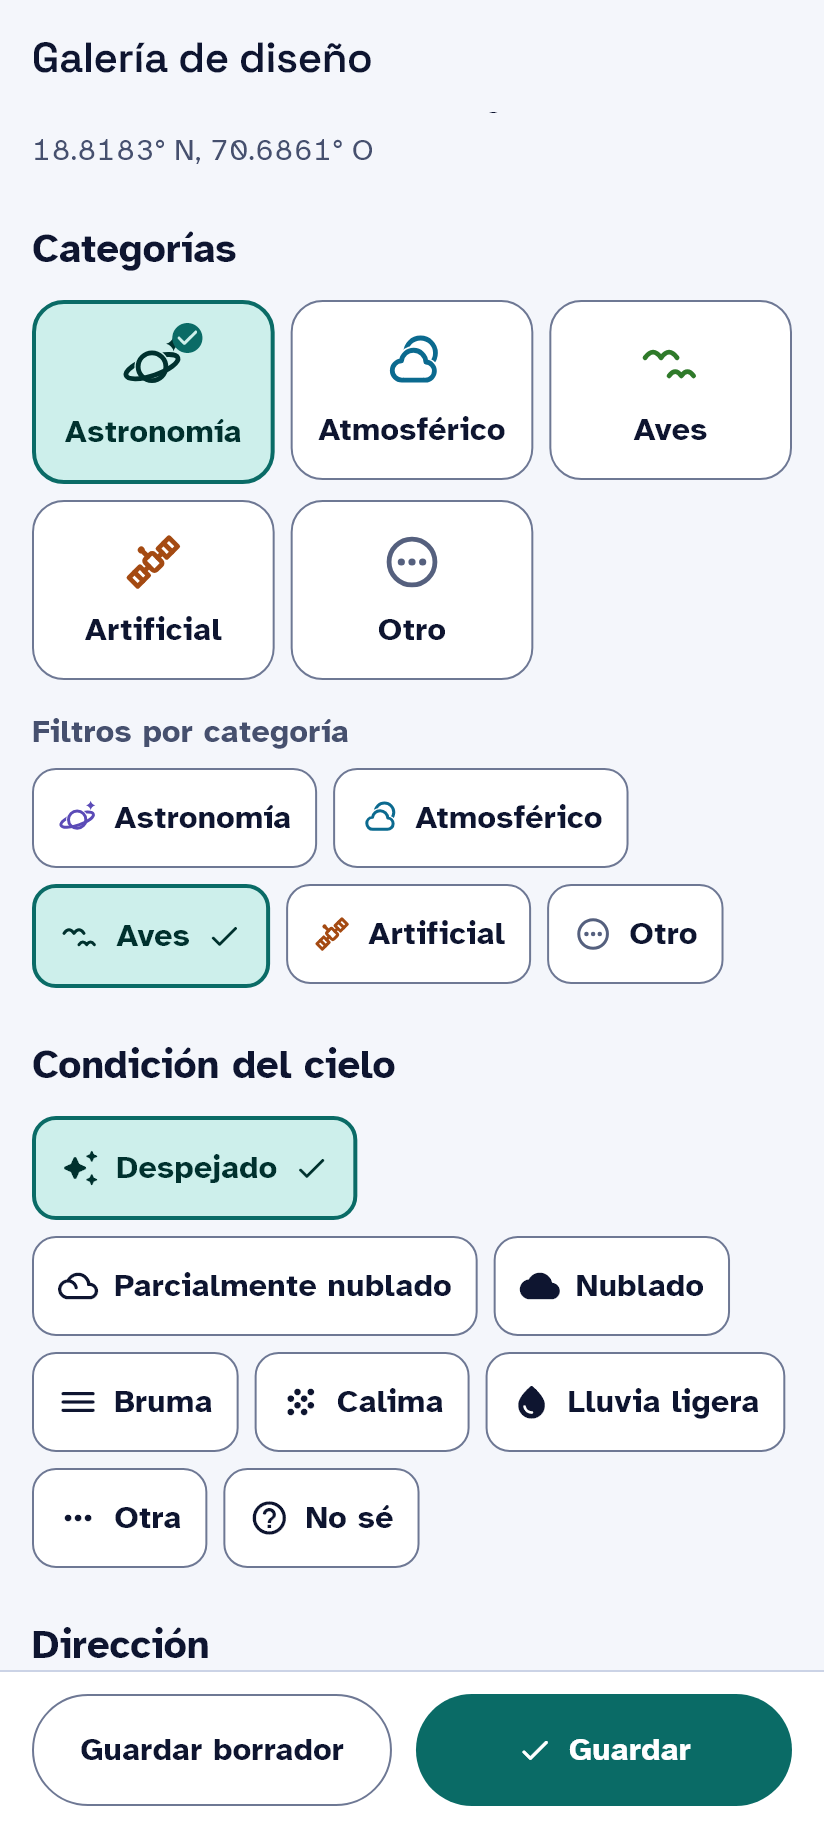 Galería de diseño
18.8183° N, 70.6861° O
Categorías
Astronomía
Atmosférico
Aves
Artificial
Otro
Filtros por categoría
Astronomía
Atmosférico
Aves
Artificial
Otro
Condición del cielo
Despejado
Parcialmente nublado
Nublado
Bruma
Calima
Lluvia ligera
Otra
No sé
Dirección
Guardar borrador
Guardar